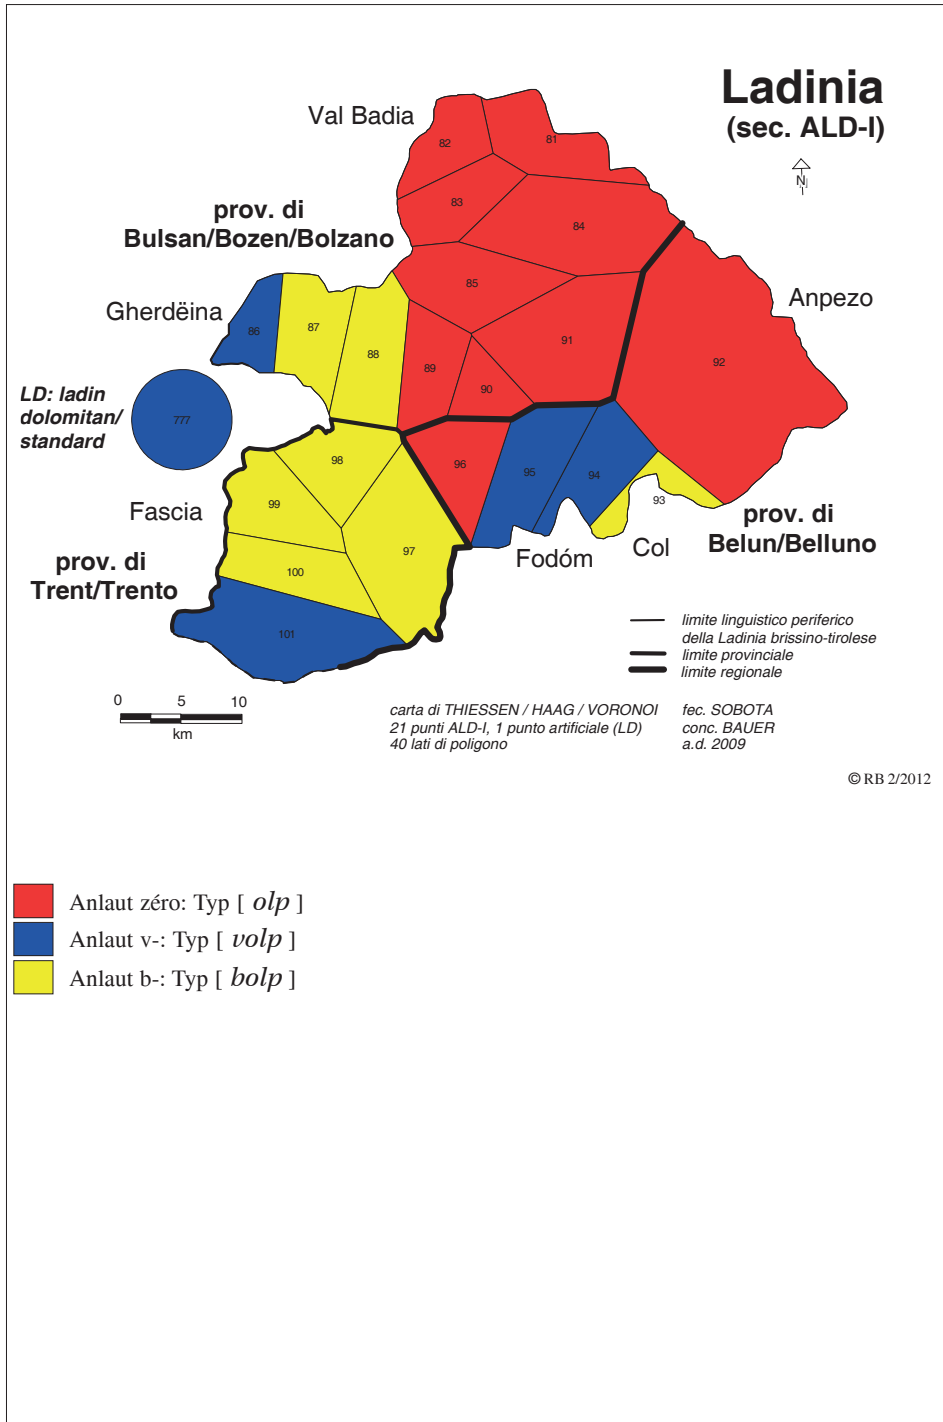 Ladinia
(sec. ALD-I)
N
Val Badia
prov. di
Bulsan/Bozen/Bolzano
Gherdëina
Anpezo
LD: ladin
dolomitan/
standard
777
Fascia
prov. di
Trent/Trento
Fodóm
Col
prov. di
Belun/Belluno
81
82
83
84
85
86
87
88
89
90
91
92
93
94
95
96
97
98
99
100
101
limite linguistico periferico
della Ladinia brissino-tirolese
limite provinciale
limite regionale
0 5 10
km
carta di THIESSEN / HAAG / VORONOI fec. SOBOTA
21 punti ALD-I, 1 punto artificiale (LD) conc. BAUER
40 lati di poligono a.d. 2009
© RB 2/2012
Anlaut zéro: Typ [ olp ]
Anlaut v-: Typ [ volp ]
Anlaut b-: Typ [ bolp ]